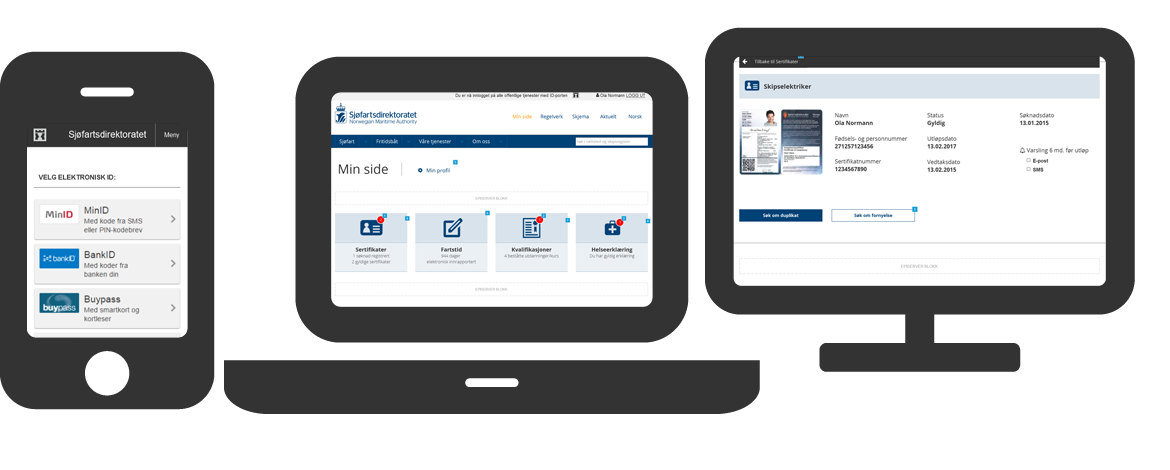 Sjøfartsdirektoratet
Meny
VELG ELEKTRONISK ID:
MinID
MinID
Med kode fra SMS
eller PIN-kodebrev
bankID
BankID
Med koder fra
banken din
buypass
Buypass
Med smartkort og
kortleser
Du er nå innlogget på alle offentlige tjenester med ID-porten
Ola Normann LOGG UT
Sjøfartsdirektoratet
Norwegian Maritime Authority
Min side Regelverk Skjema Aktuelt Norsk
Sjøfart Fritidsbåt Våre tjenester Om oss
Min side
Min profil
Sertifikater
1 søknad registrert
2 gyldige sertifikater
Fartstid
944 dager
elektronisk innrapportert
Kvalifikasjoner
4 beståtte utdanninger/kurs
Helseerklæring
Du har gyldig erklæring
Tilbake til Sertifikater
Skipselektriker
Navn
Ola Normann
Fødsels- og personnummer
271257123456
Sertifikatnummer
1234567890
Status
Gyldig
Utløpsdato
13.02.2017
Vedtaksdato
13.02.2015
Søknadsdato
13.01.2015
Varsling 6 md. før utløp
E-post
SMS
Søk om duplikat
Søk om fornyelse